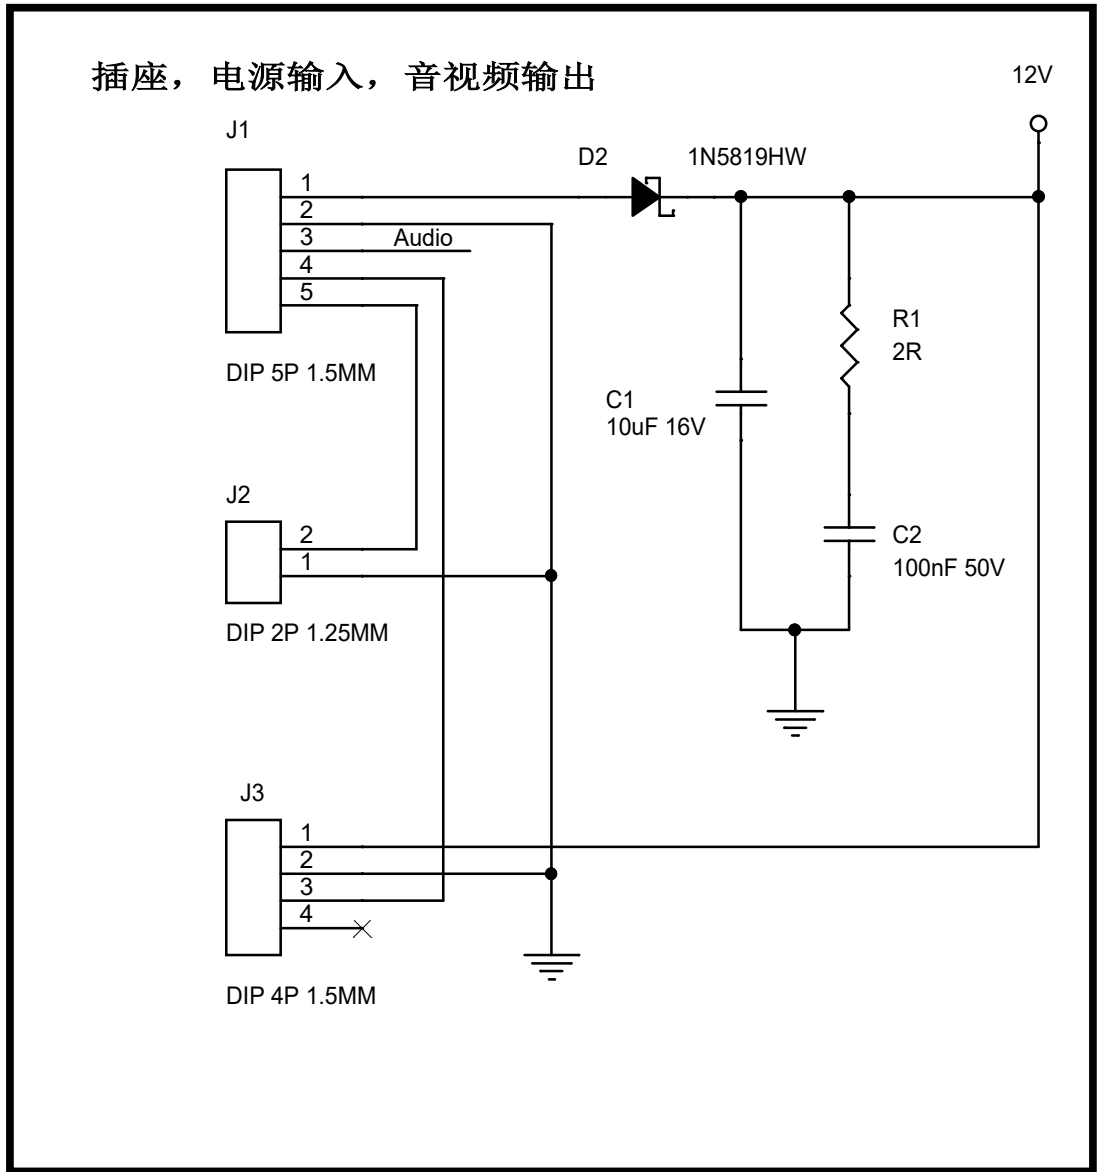 插座，电源输入，音视频输出
12V
J1
D2 1N5819HW
1
2
3 Audio
4
5
DIP 5P 1.5MM
R1
2R
C1
10uF 16V
J2
2
1
C2
100nF 50V
DIP 2P 1.25MM
J3
1
2
3
4
DIP 4P 1.5MM